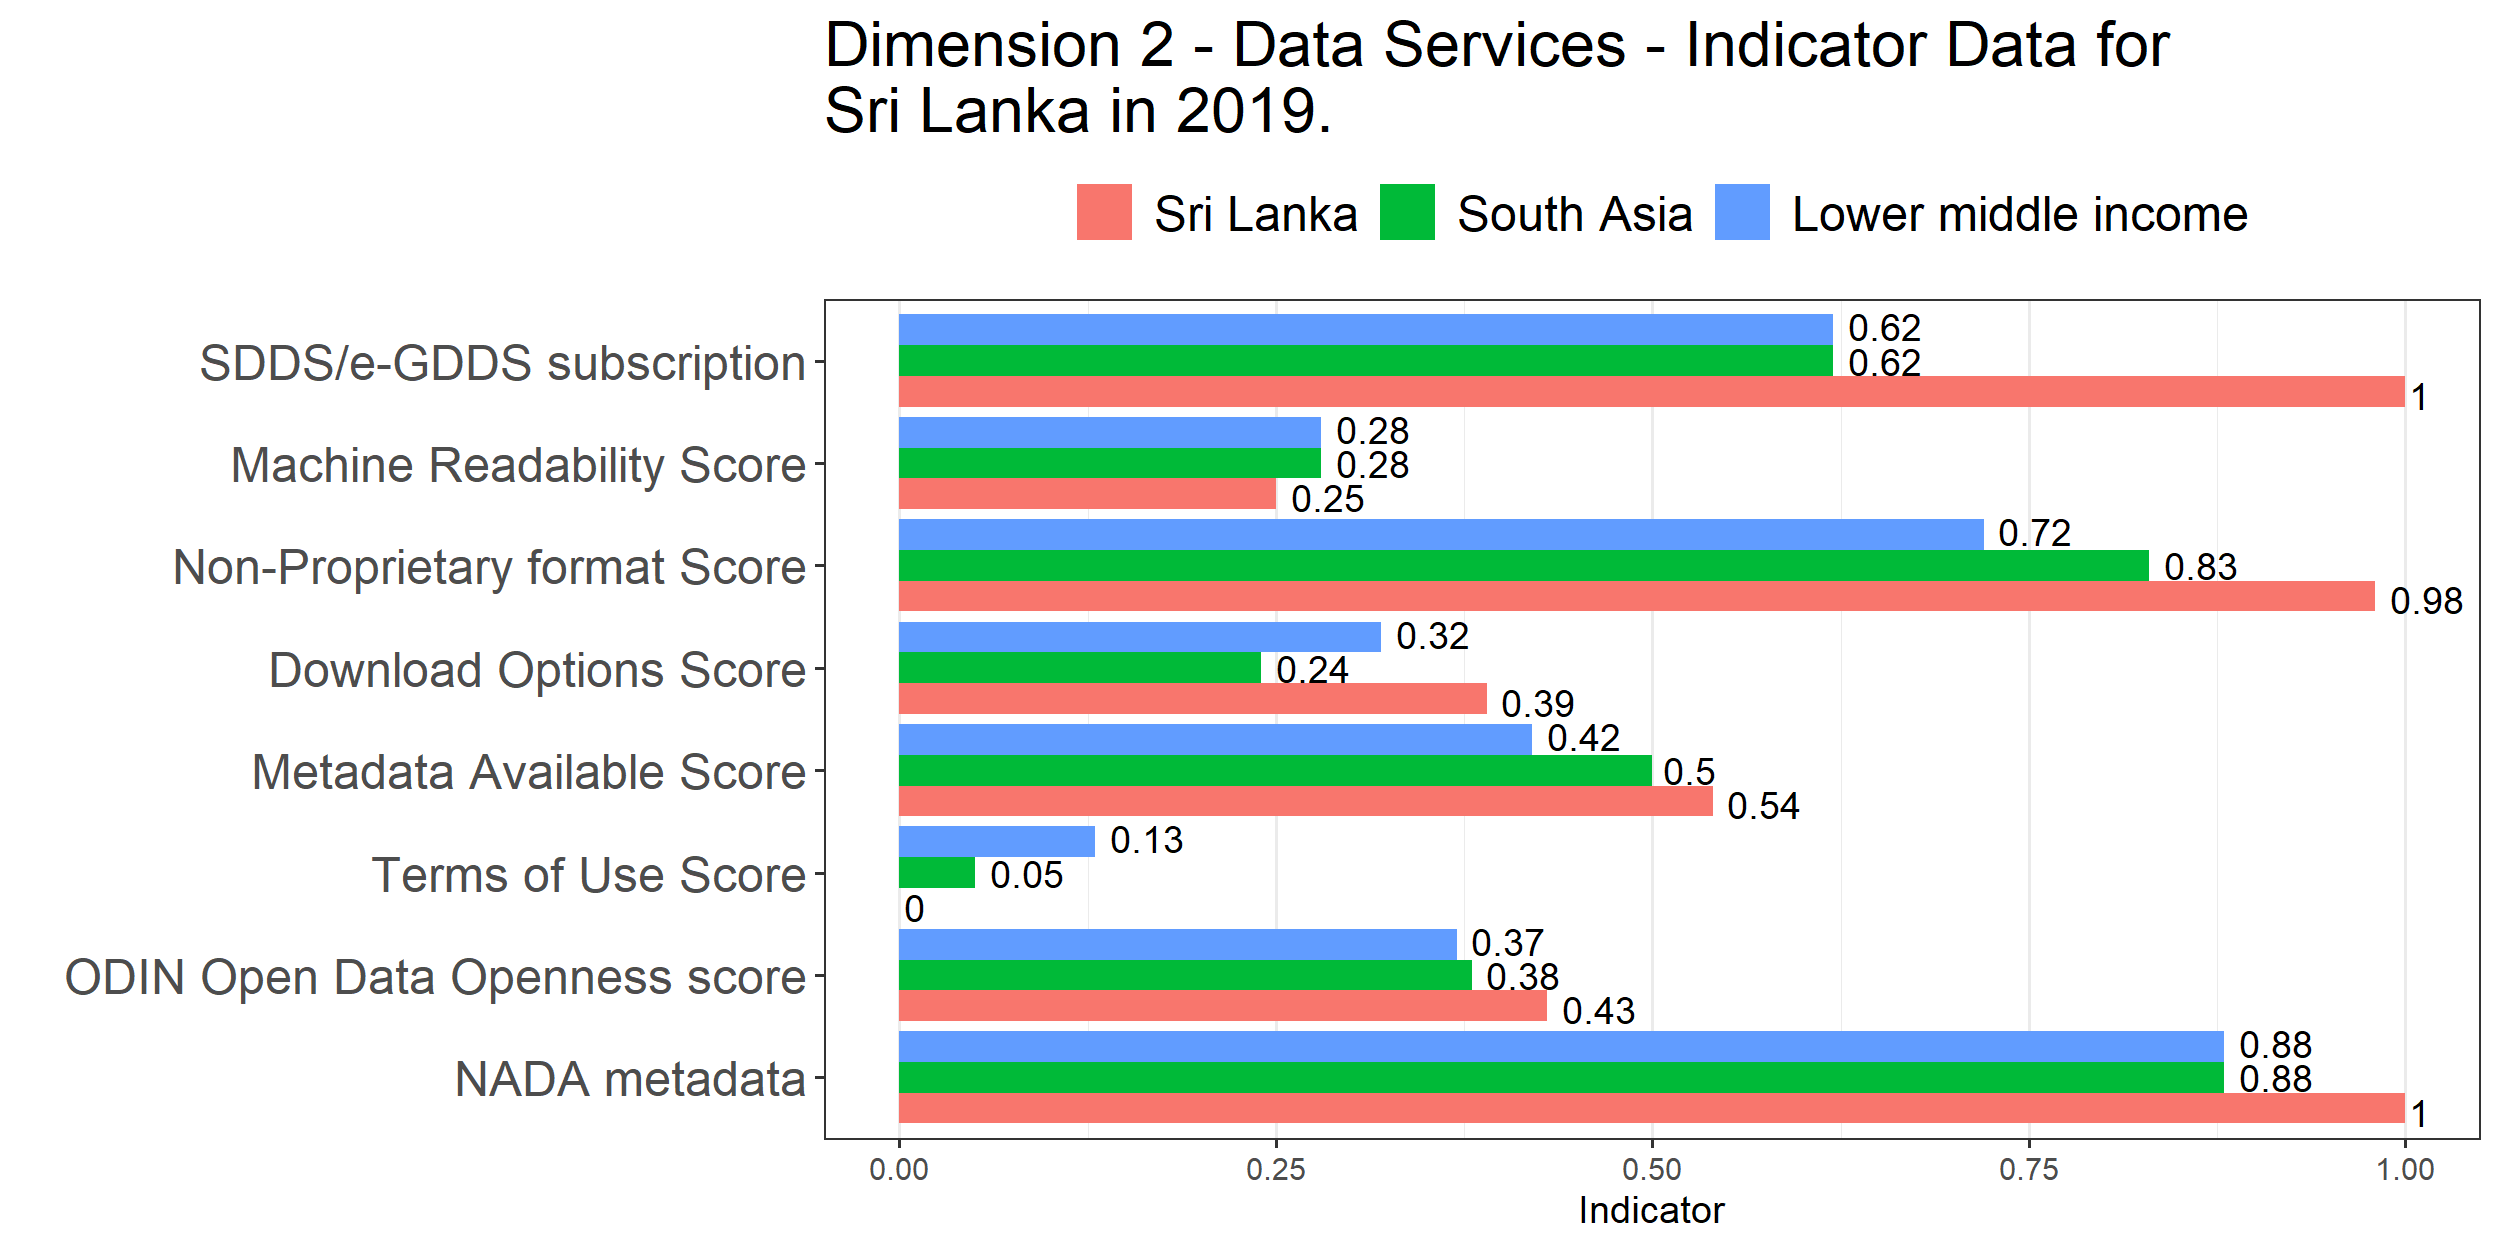 Dimension 2 - Data Services - Indicator Data for
Sri Lanka in 2019.
Sri Lanka South Asia Lower middle income
SDDS/e-GDDS subscription
0.62
0.62
1
Machine Readability Score
0.28
0.28
0.25
Non-Proprietary format Score
0.72
0.83
0.98
Download Options Score
0.32
0.24
0.39
Metadata Available Score
0.42
0.5
0.54
Terms of Use Score
0.13
0.05
0
ODIN Open Data Openness score
0.37
0.38
0.43
NADA metadata
0.88
0.88
1
0.00 0.25 0.50 0.75 1.00
Indicator